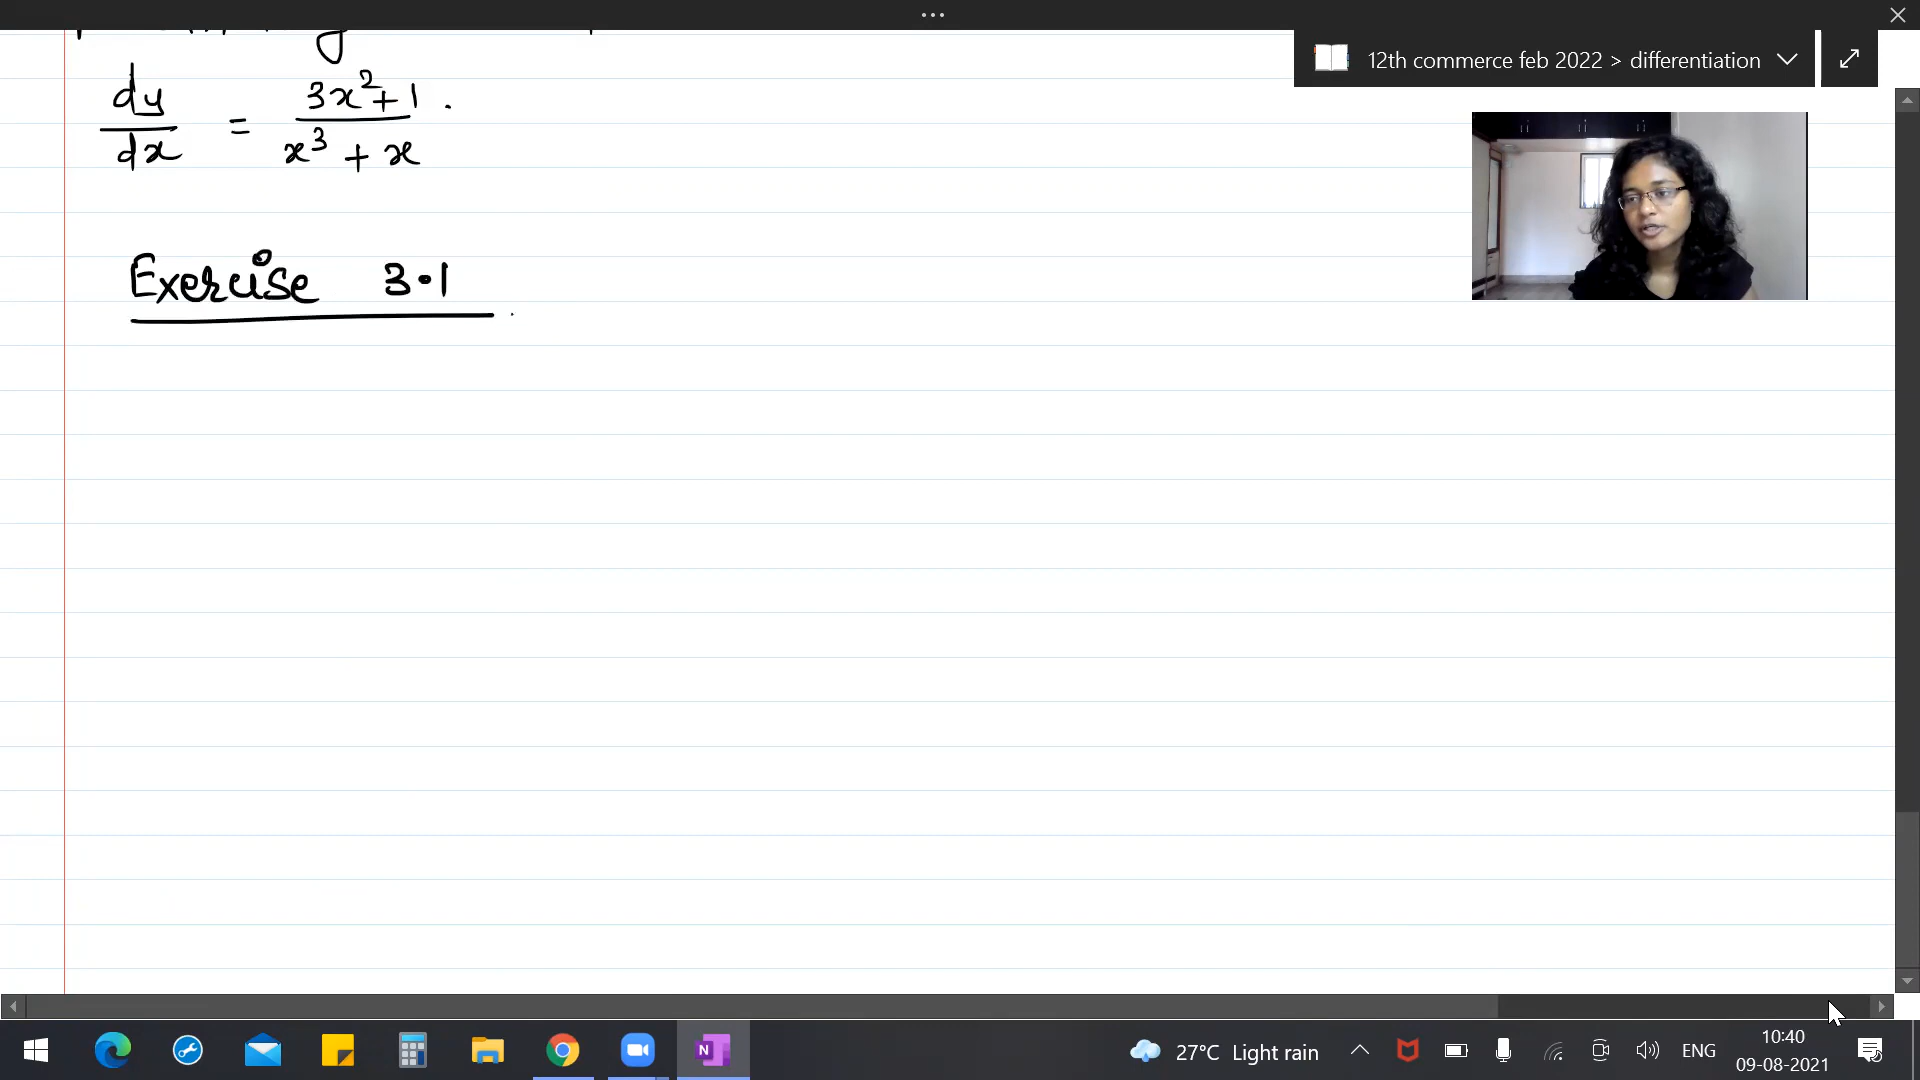 12th commerce feb 2022 > differentiation
dy/dx = 3x²+1 / x³ + x .
Exercise 3.1
27°C Light rain
ENG
10:40
09-08-2021